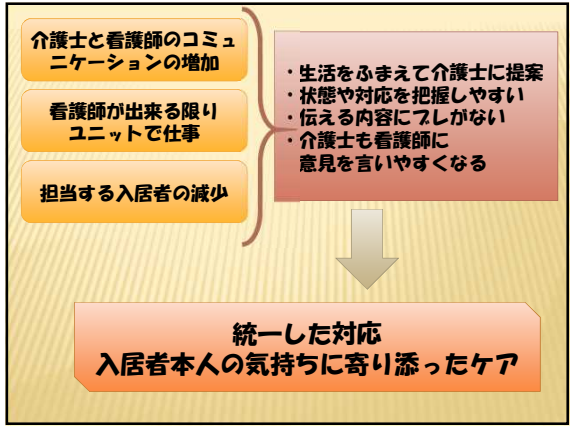 介護士と看護師のコミュ
ニケーションの増加
看護師が出来る限り
ユニットで仕事
担当する入居者の減少
・生活をふまえて介護士に提案
・状態や対応を把握しやすい
・伝える内容にブレがない
・介護士も看護師に
意見を言いやすくなる
統一した対応
入居者本人の気持ちに寄り添ったケア